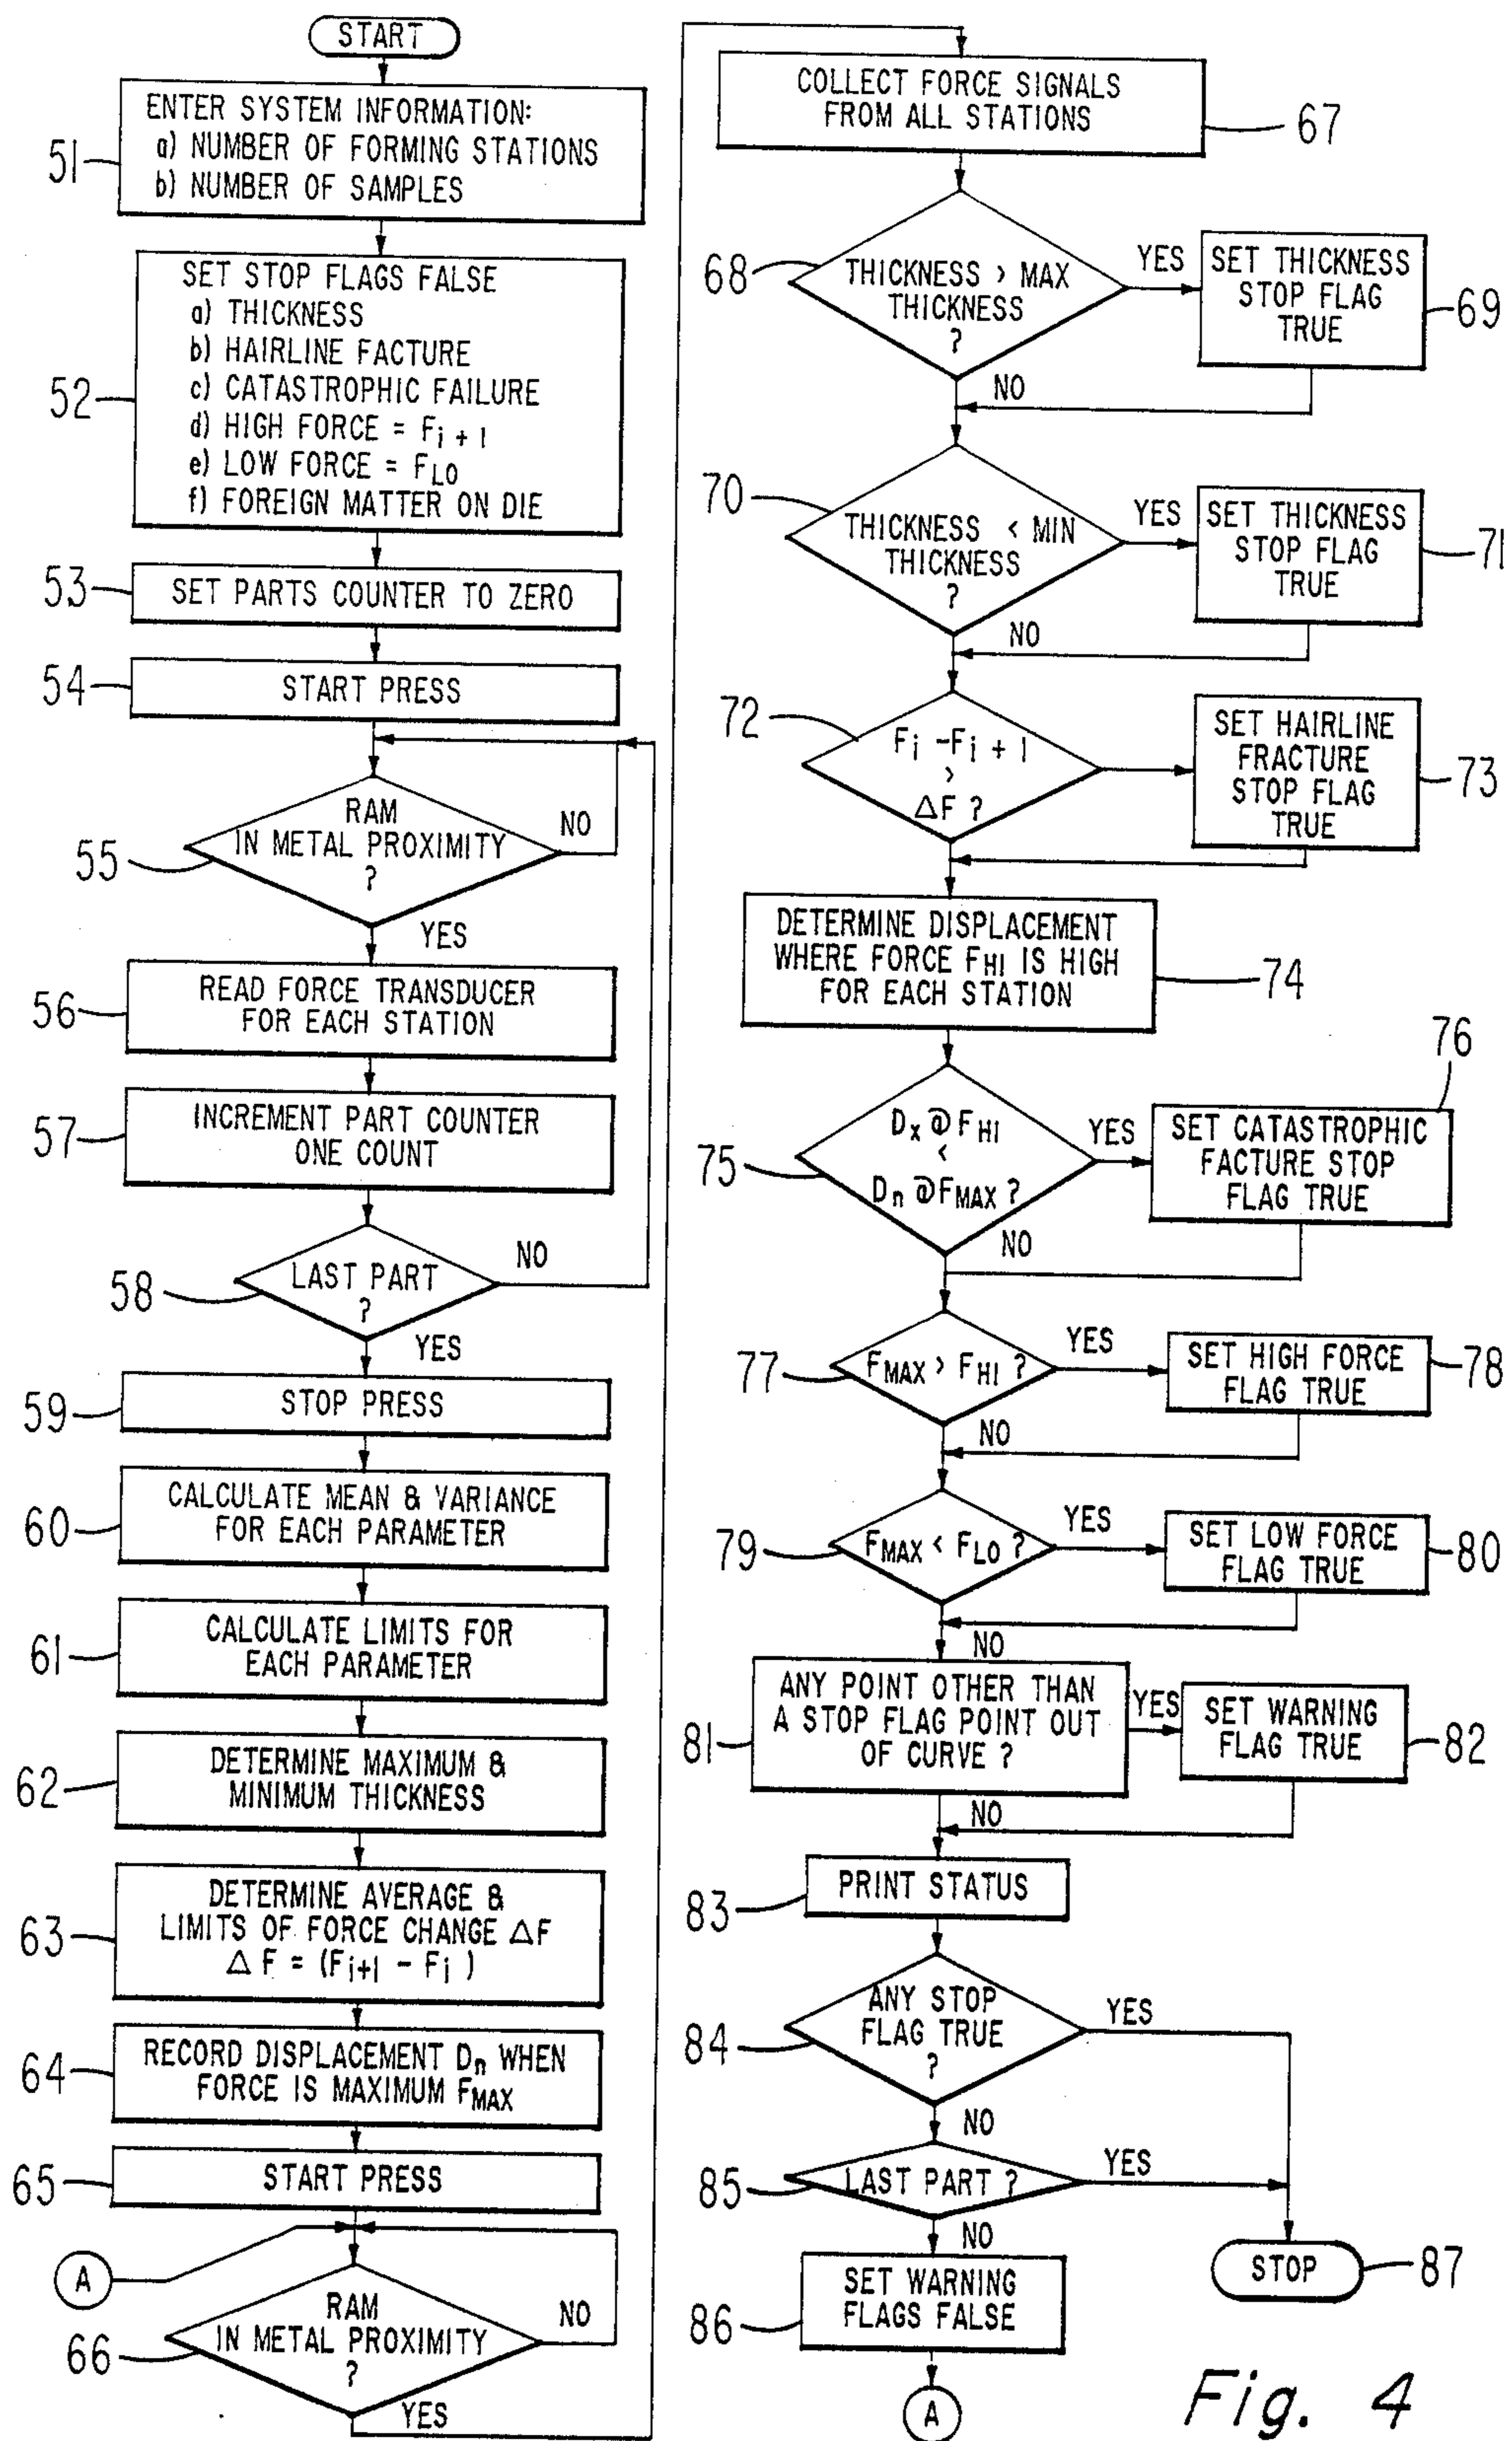 START
ENTER SYSTEM INFORMATION:
a) NUMBER OF FORMING STATIONS
b) NUMBER OF SAMPLES
51
SET STOP FLAGS FALSE
a) THICKNESS
b) HAIRLINE FACTURE
c) CATASTROPHIC FAILURE
d) HIGH FORCE = Fi + 1
e) LOW FORCE = FLO
f) FOREIGN MATTER ON DIE
52
SET PARTS COUNTER TO ZERO
53
START PRESS
54
RAM
IN METAL PROXIMITY
?
NO
55
YES
READ FORCE TRANSDUCER
FOR EACH STATION
56
INCREMENT PART COUNTER
ONE COUNT
57
LAST PART
?
NO
58
YES
STOP PRESS
59
CALCULATE MEAN & VARIANCE
FOR EACH PARAMETER
60
CALCULATE LIMITS FOR
EACH PARAMETER
61
DETERMINE MAXIMUM &
MINIMUM THICKNESS
62
DETERMINE AVERAGE &
LIMITS OF FORCE CHANGE ΔF
Δ F = (Fi+1 - Fi )
63
RECORD DISPLACEMENT Dn WHEN
FORCE IS MAXIMUM FMAX
64
START PRESS
65
A
RAM
IN METAL PROXIMITY
?
NO
66
YES
COLLECT FORCE SIGNALS
FROM ALL STATIONS
67
THICKNESS > MAX
THICKNESS
?
68
YES
SET THICKNESS
STOP FLAG
TRUE
69
NO
THICKNESS < MIN
THICKNESS
?
70
YES
SET THICKNESS
STOP FLAG
TRUE
71
NO
Fi -Fi + 1
>
ΔF ?
72
SET HAIRLINE
FRACTURE
STOP FLAG
TRUE
73
DETERMINE DISPLACEMENT
WHERE FORCE FHI IS HIGH
FOR EACH STATION
74
Dx @ FHI
<
Dn @ FMAX ?
75
YES
SET CATASTROPHIC
FACTURE STOP
FLAG TRUE
76
NO
FMAX > FHI ?
77
YES
SET HIGH FORCE
FLAG TRUE
78
NO
FMAX < FLO ?
79
YES
SET LOW FORCE
FLAG TRUE
80
NO
ANY POINT OTHER THAN
A STOP FLAG POINT OUT
OF CURVE ?
81
YES
SET WARNING
FLAG TRUE
82
NO
PRINT STATUS
83
ANY STOP
FLAG TRUE
?
84
YES
NO
LAST PART ?
85
YES
NO
SET WARNING
FLAGS FALSE
86
STOP
87
A
Fig. 4